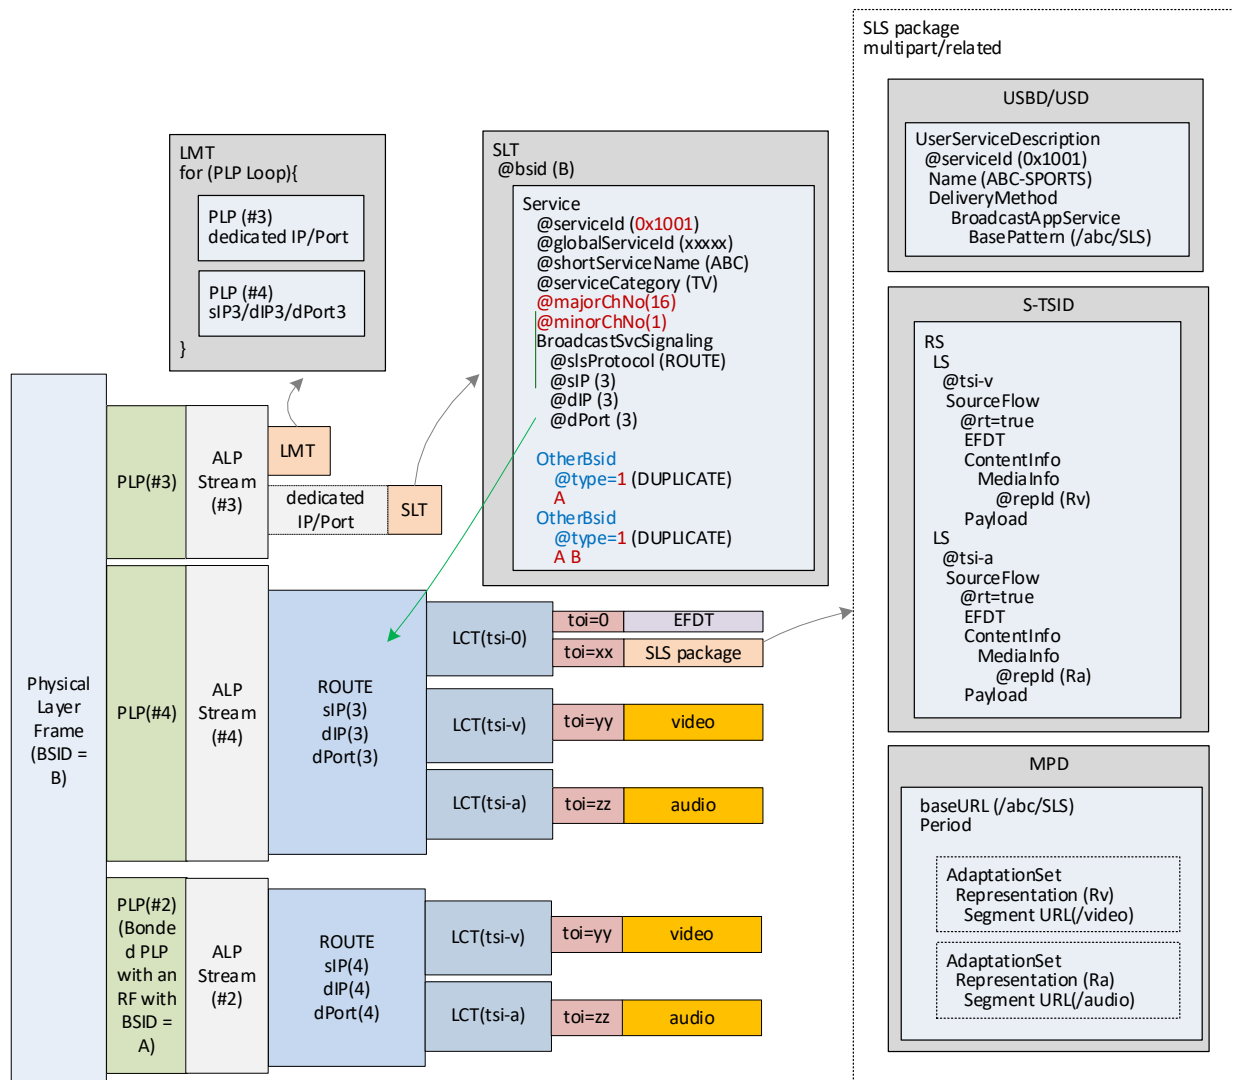 SLS package
multipart/related
USBD/USD
UserServiceDescription
@serviceId (0x1001)
Name (ABC-SPORTS)
DeliveryMethod
BroadcastAppService
BasePattern (/abc/SLS)
LMT
for (PLP Loop){
PLP (#3)
dedicated IP/Port
PLP (#4)
sIP3/dIP3/dPort3
}
SLT
@bsid (B)
Service
@serviceId (0x1001)
@globalServiceId (xxxxx)
@shortServiceName (ABC)
@serviceCategory (TV)
@majorChNo(16)
@minorChNo(1)
BroadcastSvcSignaling
@slsProtocol (ROUTE)
@sIP (3)
@dIP (3)
@dPort (3)
OtherBsid
@type=1 (DUPLICATE)
A
OtherBsid
@type=1 (DUPLICATE)
A B
S-TSID
RS
LS
@tsi-v
SourceFlow
@rt=true
EFDT
ContentInfo
MediaInfo
@repId (Rv)
Payload
LS
@tsi-a
SourceFlow
@rt=true
EFDT
ContentInfo
MediaInfo
@repId (Ra)
Payload
MPD
baseURL (/abc/SLS)
Period
AdaptationSet
Representation (Rv)
Segment URL(/video)
AdaptationSet
Representation (Ra)
Segment URL(/audio)
Physical
Layer
Frame
(BSID =
B)
PLP(#3)
ALP
Stream
(#3)
LMT
dedicated
IP/Port
SLT
PLP(#4)
ALP
Stream
(#4)
ROUTE
sIP(3)
dIP(3)
dPort(3)
LCT(tsi-0)
toi=0
EFDT
toi=xx
SLS package
LCT(tsi-v)
toi=yy
video
LCT(tsi-a)
toi=zz
audio
PLP(#2)
(Bonde
d PLP
with an
RF with
BSID =
A)
ALP
Stream
(#2)
ROUTE
sIP(4)
dIP(4)
dPort(4)
LCT(tsi-v)
toi=yy
video
LCT(tsi-a)
toi=zz
audio